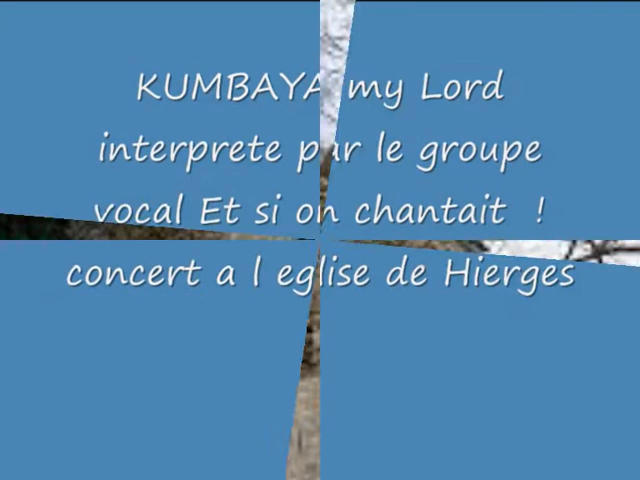 KUMBAYA my Lord
interprete par le groupe
vocal Et si on chantait !
concert a l eglise de Hierges